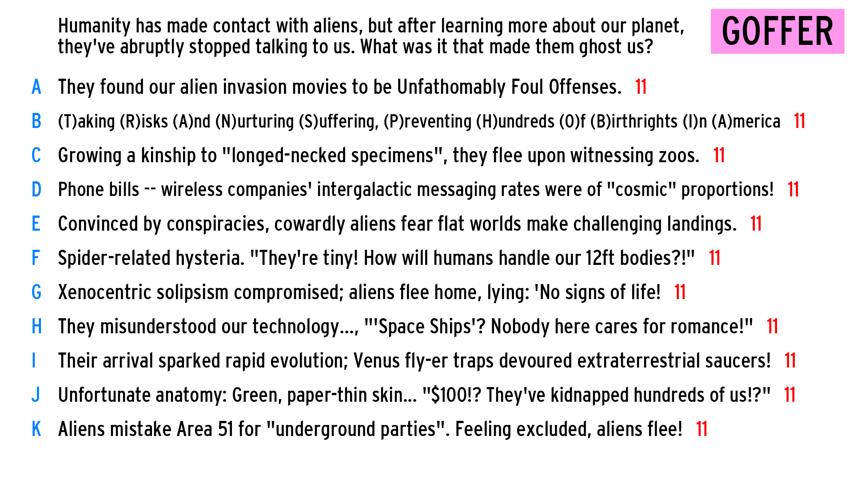 Humanity has made contact with aliens, but after learning more about our planet,
they've abruptly stopped talking to us. What was it that made them ghost us?
GOFFER
A They found our alien invasion movies to be Unfathomably Foul Offenses. 11
B (T)aking (R)isks (A)nd (N)urturing (S)uffering, (P)reventing (H)undreds (O)f (B)irthrights (I)n (A)merica 11
C Growing a kinship to "longed-necked specimens", they flee upon witnessing zoos. 11
D Phone bills -- wireless companies' intergalactic messaging rates were of "cosmic" proportions! 11
E Convinced by conspiracies, cowardly aliens fear flat worlds make challenging landings. 11
F Spider-related hysteria. "They're tiny! How will humans handle our 12ft bodies?!" 11
G Xenocentric solipsism compromised; aliens flee home, lying: 'No signs of life! 11
H They misunderstood our technology..., "'Space Ships'? Nobody here cares for romance!" 11
I Their arrival sparked rapid evolution; Venus fly-er traps devoured extraterrestrial saucers! 11
J Unfortunate anatomy: Green, paper-thin skin... "$100!? They've kidnapped hundreds of us!?" 11
K Aliens mistake Area 51 for "underground parties". Feeling excluded, aliens flee! 11